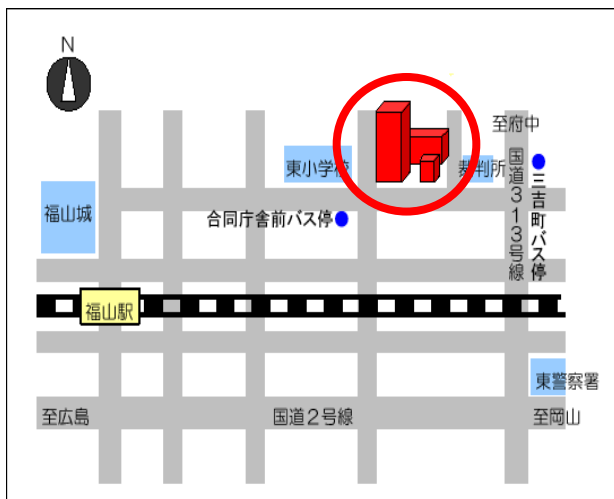 N
至府中
東小学校
裁判所
国道313号線
三吉町バス停
福山城
合同庁舎前バス停
福山駅
東警察署
至広島
国道2号線
至岡山